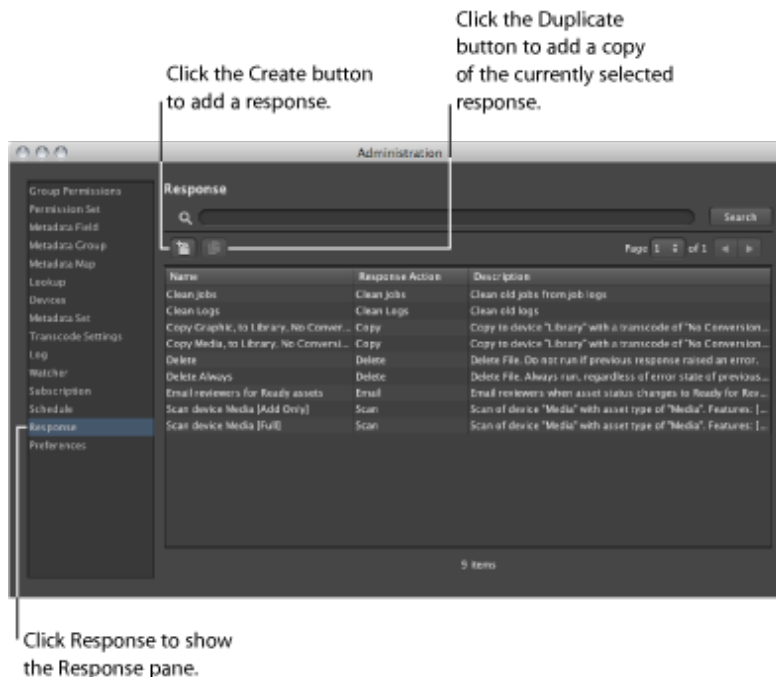 Click the Duplicate
button to add a copy
of the currently selected
response.
Click the Create button
to add a response.
Administration
Group Permissions
Permission Set
Metadata Field
Metadata Group
Metadata Map
Lookup
Devices
Metadata Set
Transcode Settings
Log
Watcher
Subscription
Schedule
Response
Preferences
Response
Search
Page 1 of 1
Name Response Action Description
Clean jobs Clean jobs Clean old jobs from job logs
Clean Logs Clean Logs Clean old logs
Copy Graphic, to Library, No Conver... Copy Copy to device "Library" with a transcode of "No Conversion...
Copy Media, to Library, No Conversi... Copy Copy to device "Library" with a transcode of "No Conversion...
Delete Delete Delete File. Do not run if previous response raised an error.
Delete Always Delete Delete File. Always run, regardless of error state of previous...
Email reviewers for Ready assets Email Email reviewers when asset status changes to Ready for Rev...
Scan device Media [Add Only] Scan Scan of device "Media" with asset type of "Media". Features: [...
Scan device Media [Full] Scan Scan of device "Media" with asset type of "Media". Features: [...
9 items
Click Response to show
the Response pane.